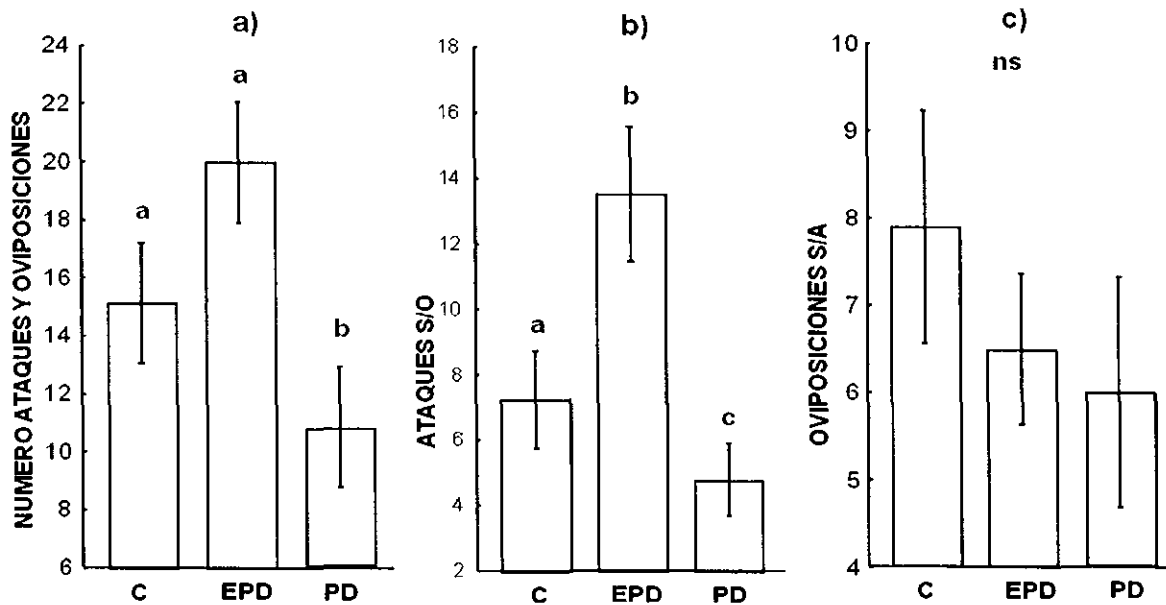 a)
NUMERO ATAQUES Y OVIPOSICIONES
24
22
20
18
16
14
12
10
8
6
a
a
b
C EPD PD
b)
ATAQUES S/O
18
16
14
12
10
8
6
4
2
a
b
c
C EPD PD
c)
ns
OVIPOSICIONES S/A
10
9
8
7
6
5
4
C EPD PD